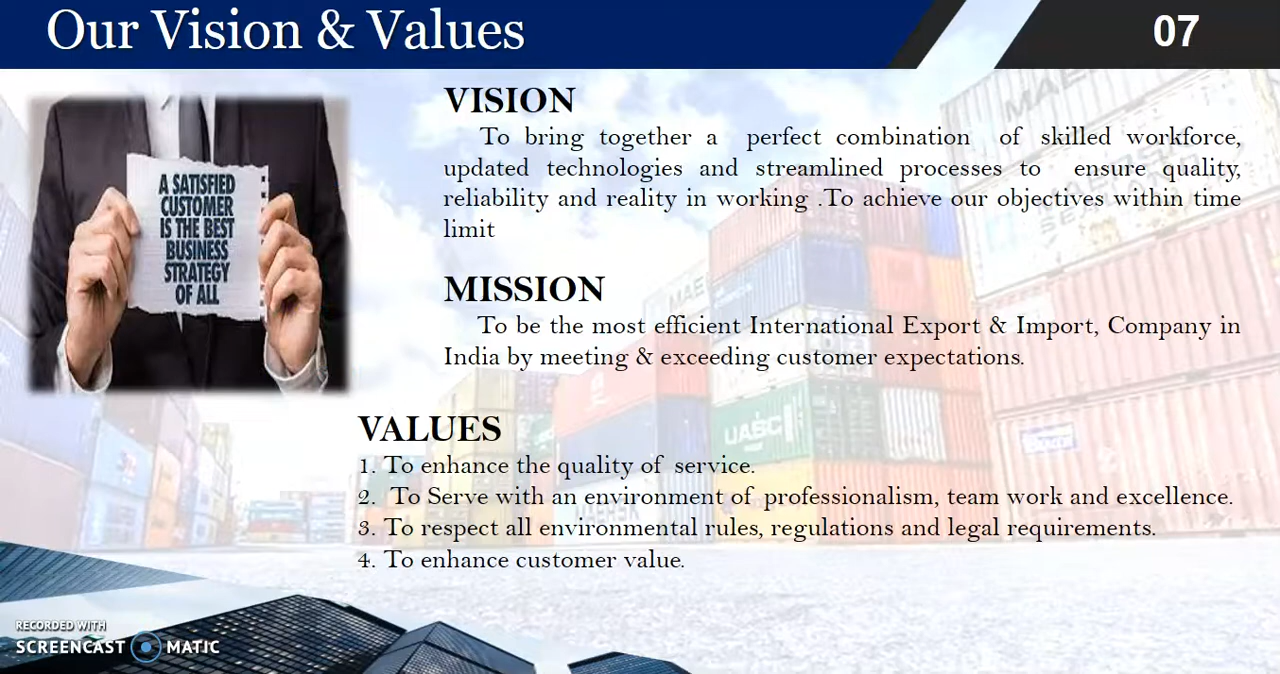 Our Vision & Values
07
A SATISFIED
CUSTOMER
IS THE BEST
BUSINESS
STRATEGY
OF ALL
VISION
To bring together a perfect combination of skilled workforce,
updated technologies and streamlined processes to ensure quality,
reliability and reality in working .To achieve our objectives within time
limit
MISSION
To be the most efficient International Export & Import, Company in
India by meeting & exceeding customer expectations.
VALUES
1. To enhance the quality of service.
2. To Serve with an environment of professionalism, team work and excellence.
3. To respect all environmental rules, regulations and legal requirements.
4. To enhance customer value.
UASC
RECORDED WITH
SCREENCAST MATIC